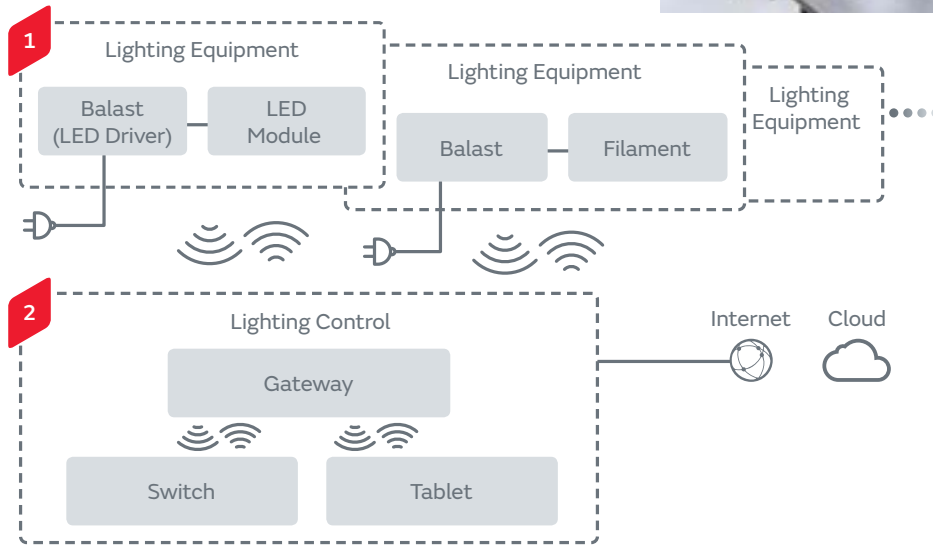 1
Lighting Equipment
Balast
(LED Driver)
LED
Module
Lighting Equipment
Balast
Filament
Lighting
Equipment
2
Lighting Control
Gateway
Switch
Tablet
Internet
Cloud